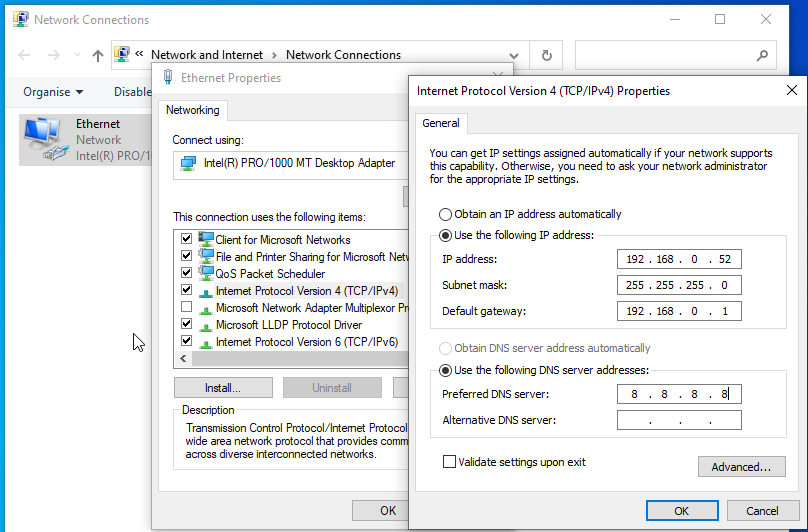 Network Connections
« Network and Internet > Network Connections
Organise
Disable
Ethernet
Network
Intel(R) PRO/1
Ethernet Properties
Networking
Connect using:
Intel(R) PRO/1000 MT Desktop Adapter
This connection uses the following items:
Client for Microsoft Networks
File and Printer Sharing for Microsoft Net
QoS Packet Scheduler
Internet Protocol Version 4 (TCP/IPv4)
Microsoft Network Adapter Multiplexor Pr
Microsoft LLDP Protocol Driver
Internet Protocol Version 6 (TCP/IPv6)
Install...
Uninstall
Description
Transmission Control Protocol/Internet Protocol
wide area network protocol that provides comm
across diverse interconnected networks.
OK
Internet Protocol Version 4 (TCP/IPv4) Properties
General
You can get IP settings assigned automatically if your network supports
this capability. Otherwise, you need to ask your network administrator
for the appropriate IP settings.
Obtain an IP address automatically
Use the following IP address:
IP address: 192 . 168 . 0 . 52
Subnet mask: 255 . 255 . 255 . 0
Default gateway: 192 . 168 . 0 . 1
Obtain DNS server address automatically
Use the following DNS server addresses:
Preferred DNS server: 8 . 8 . 8 . 8
Alternative DNS server: . . .
Validate settings upon exit
Advanced...
OK
Cancel